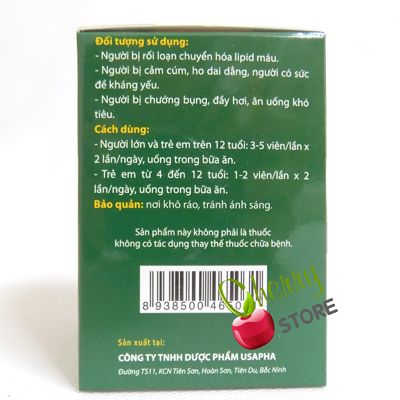 Đối tượng sử dụng:
- Người bị rối loạn chuyển hóa lipid máu.
- Người bị cảm cúm, ho dai dẳng, người có sức
đề kháng yếu.
- Người bị chướng bụng, đầy hơi, ăn uống khó
tiêu.
Cách dùng:
- Người lớn và trẻ em trên 12 tuổi: 3-5 viên/lần x
2 lần/ngày, uống trong bữa ăn.
- Trẻ em từ 4 đến 12 tuổi: 1-2 viên/lần x 2
lần/ngày, uống trong bữa ăn.
Bảo quản: nơi khô ráo, tránh ánh sáng.
Sản phẩm này không phải là thuốc
không có tác dụng thay thế thuốc chữa bệnh.
8 938500
Cherry
STORE
Sản xuất tại:
CÔNG TY TNHH DƯỢC PHẨM USAPHA
Đường TS11, KCN Tiên Sơn, Hoàn Sơn, Tiên Du, Bắc Ninh